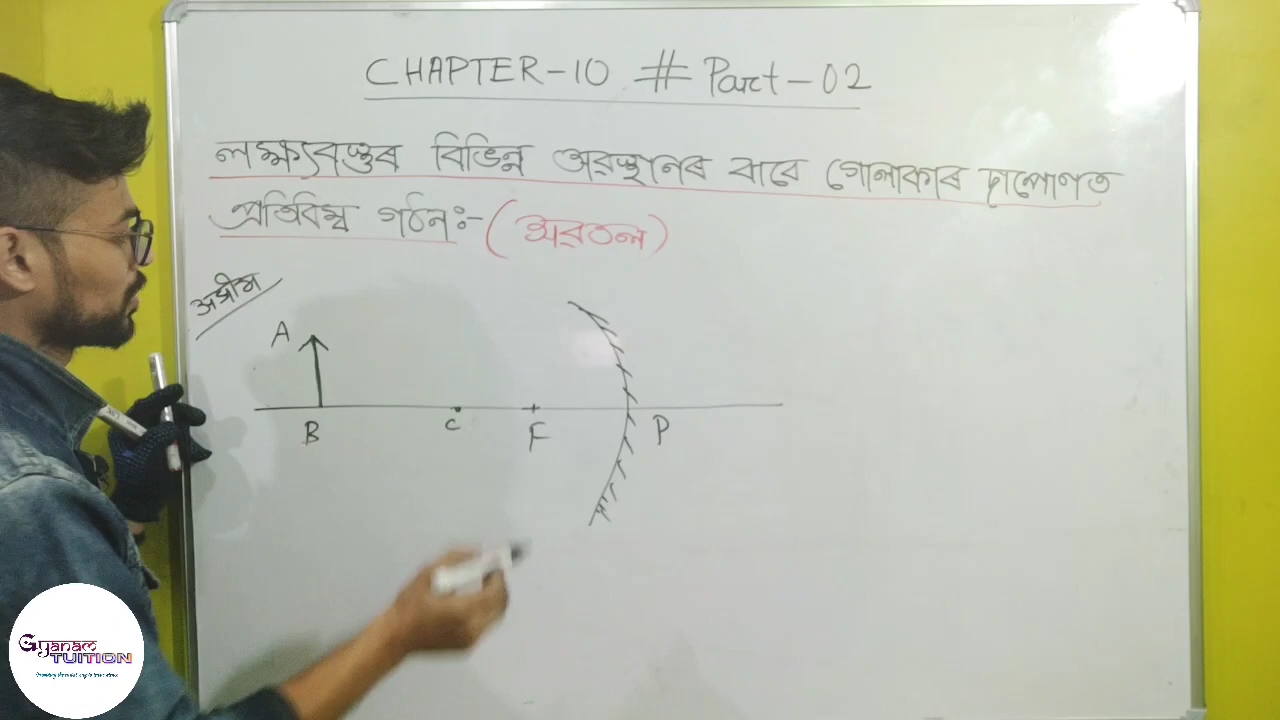 CHAPTER-10 # Part-02
লক্ষ্যবস্তুৰ বিভিন্ন অৱস্থানৰ বাবে গোলাকাৰ দাপোণত
প্ৰতিবিম্ব গঠনঃ- (অৱতল)
অসীম
A
B C F P
Gyanam
TUITION